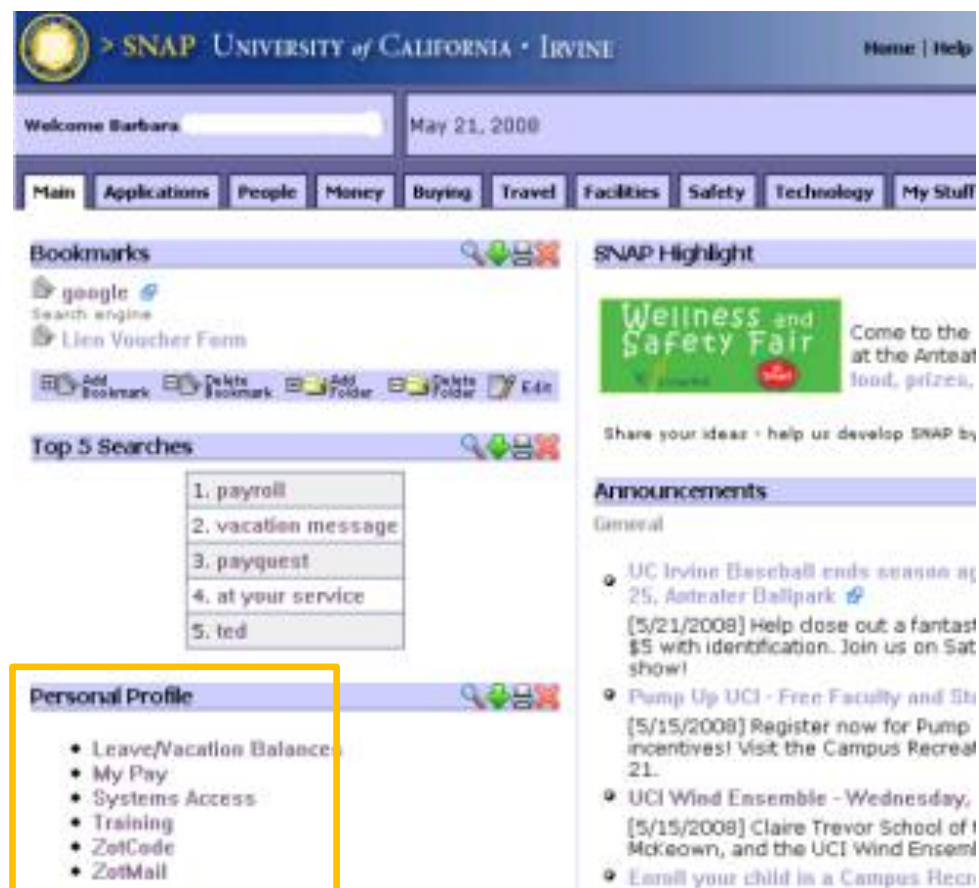 > SNAP UNIVERSITY of CALIFORNIA · IRVINE
Home | Help
Welcome Barbara
May 21, 2008
Main Applications People Money Buying Travel Facilities Safety Technology My Stuff
Bookmarks
google
Search engine
Lien Voucher Form
Add Bookmark Delete Bookmark Add Folder Delete Folder Edit
Top 5 Searches
1. payroll
2. vacation message
3. payquest
4. at your service
5. ted
Personal Profile
Leave/Vacation Balances
My Pay
Systems Access
Training
ZotCode
ZotMail
SNAP Highlight
Wellness and
Safety Fair
Come to the
at the
food, prizes,
Share your ideas - help us develop SNAP by
Announcements
General
UC Irvine Baseball ends season
25, Anteater Ballpark
[5/21/2008] Help close out a
$5 with identification. Join us on Sat
show!
Pump Up UCI - Free Faculty and
[5/15/2008] Register now for Pump
incentives! Visit the Campus
21.
UCI Wind Ensemble - Wednesday,
[5/15/2008] Claire Trevor School of
McKeown, and the UCI Wind
Enroll your child in a Campus